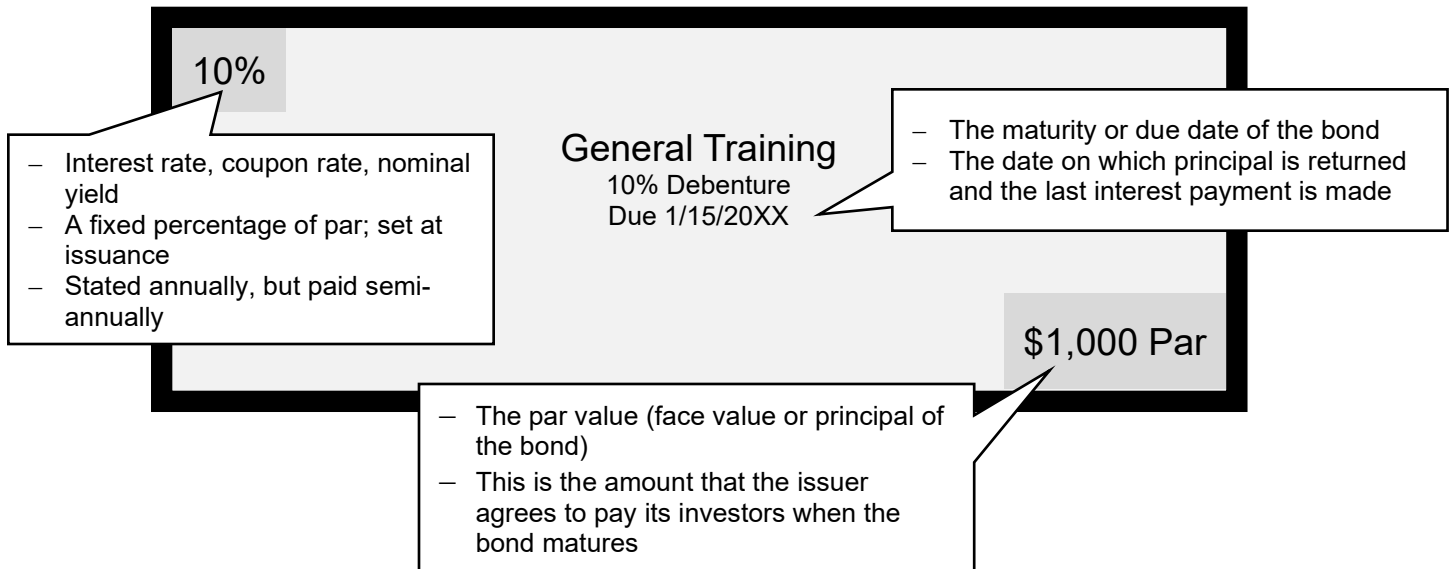 10%
– Interest rate, coupon rate, nominal
yield
– A fixed percentage of par; set at
issuance
– Stated annually, but paid semi-
annually
General Training
10% Debenture
Due 1/15/20XX
– The maturity or due date of the bond
– The date on which principal is returned
and the last interest payment is made
$1,000 Par
– The par value (face value or principal of
the bond)
– This is the amount that the issuer
agrees to pay its investors when the
bond matures